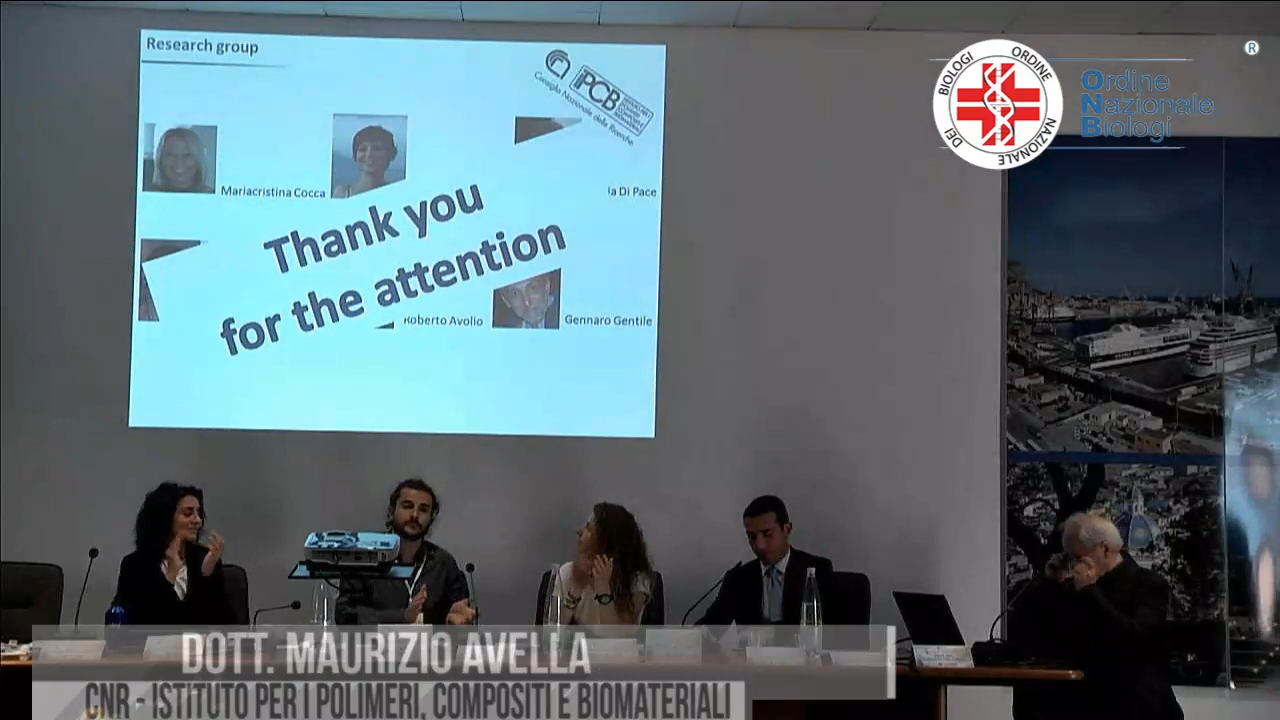 Research group
Consiglio Nazionale delle Ricerche
IPCB
Mariacristina Cocca
ia Di Pace
Thank you
for the attention
Roberto Avolio
Gennaro Gentile
ORDINE NAZIONALE DEI BIOLOGI
Ordine
Nazionale
Biologi
®
DOTT. MAURIZIO AVELLA
CNR - ISTITUTO PER I POLIMERI, COMPOSITI E BIOMATERIALI